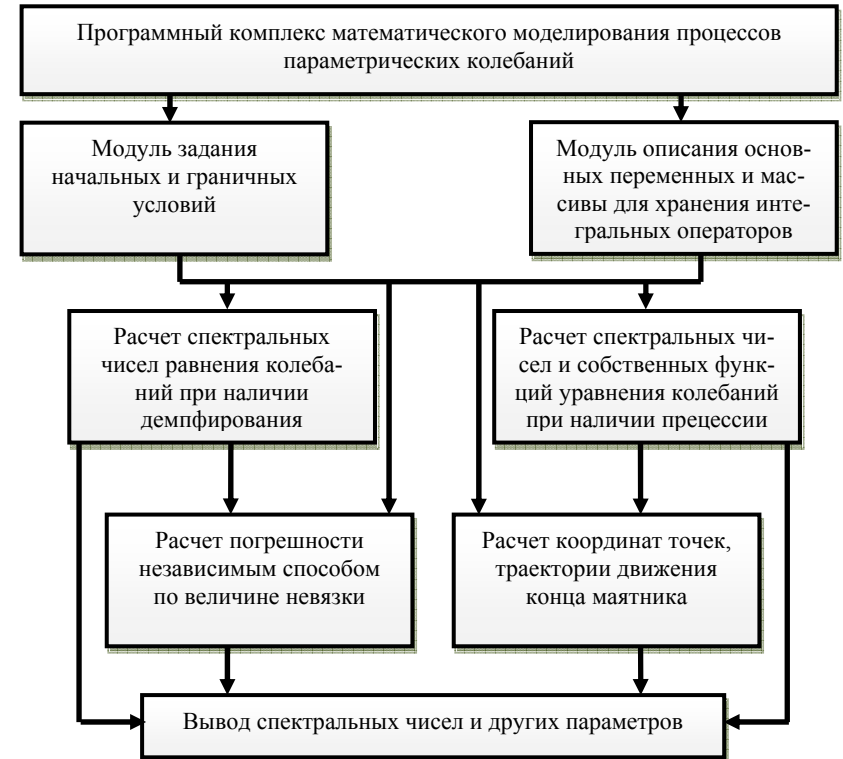 Программный комплекс математического моделирования процессов
параметрических колебаний
Модуль задания
начальных и граничных
условий
Модуль описания основ-
ных переменных и мас-
сивы для хранения инте-
гральных операторов
Расчет спектральных
чисел равнения колеба-
ний при наличии
демпфирования
Расчет спектральных чи-
сел и собственных функ-
ций уравнения колебаний
при наличии прецессии
Расчет погрешности
независимым способом
по величине невязки
Расчет координат точек,
траектории движения
конца маятника
Вывод спектральных чисел и других параметров